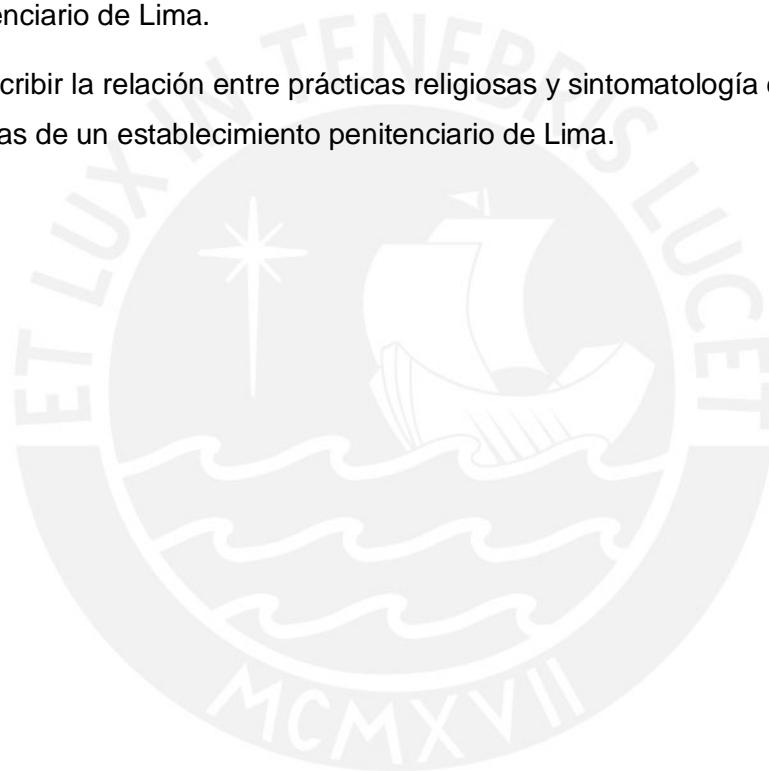 enciario de Lima.
cribir la relación entre prácticas religiosas y sintomatología
as de un establecimiento penitenciario de Lima.
ET LUX IN TENEBRIS LUCET
MCMXVII